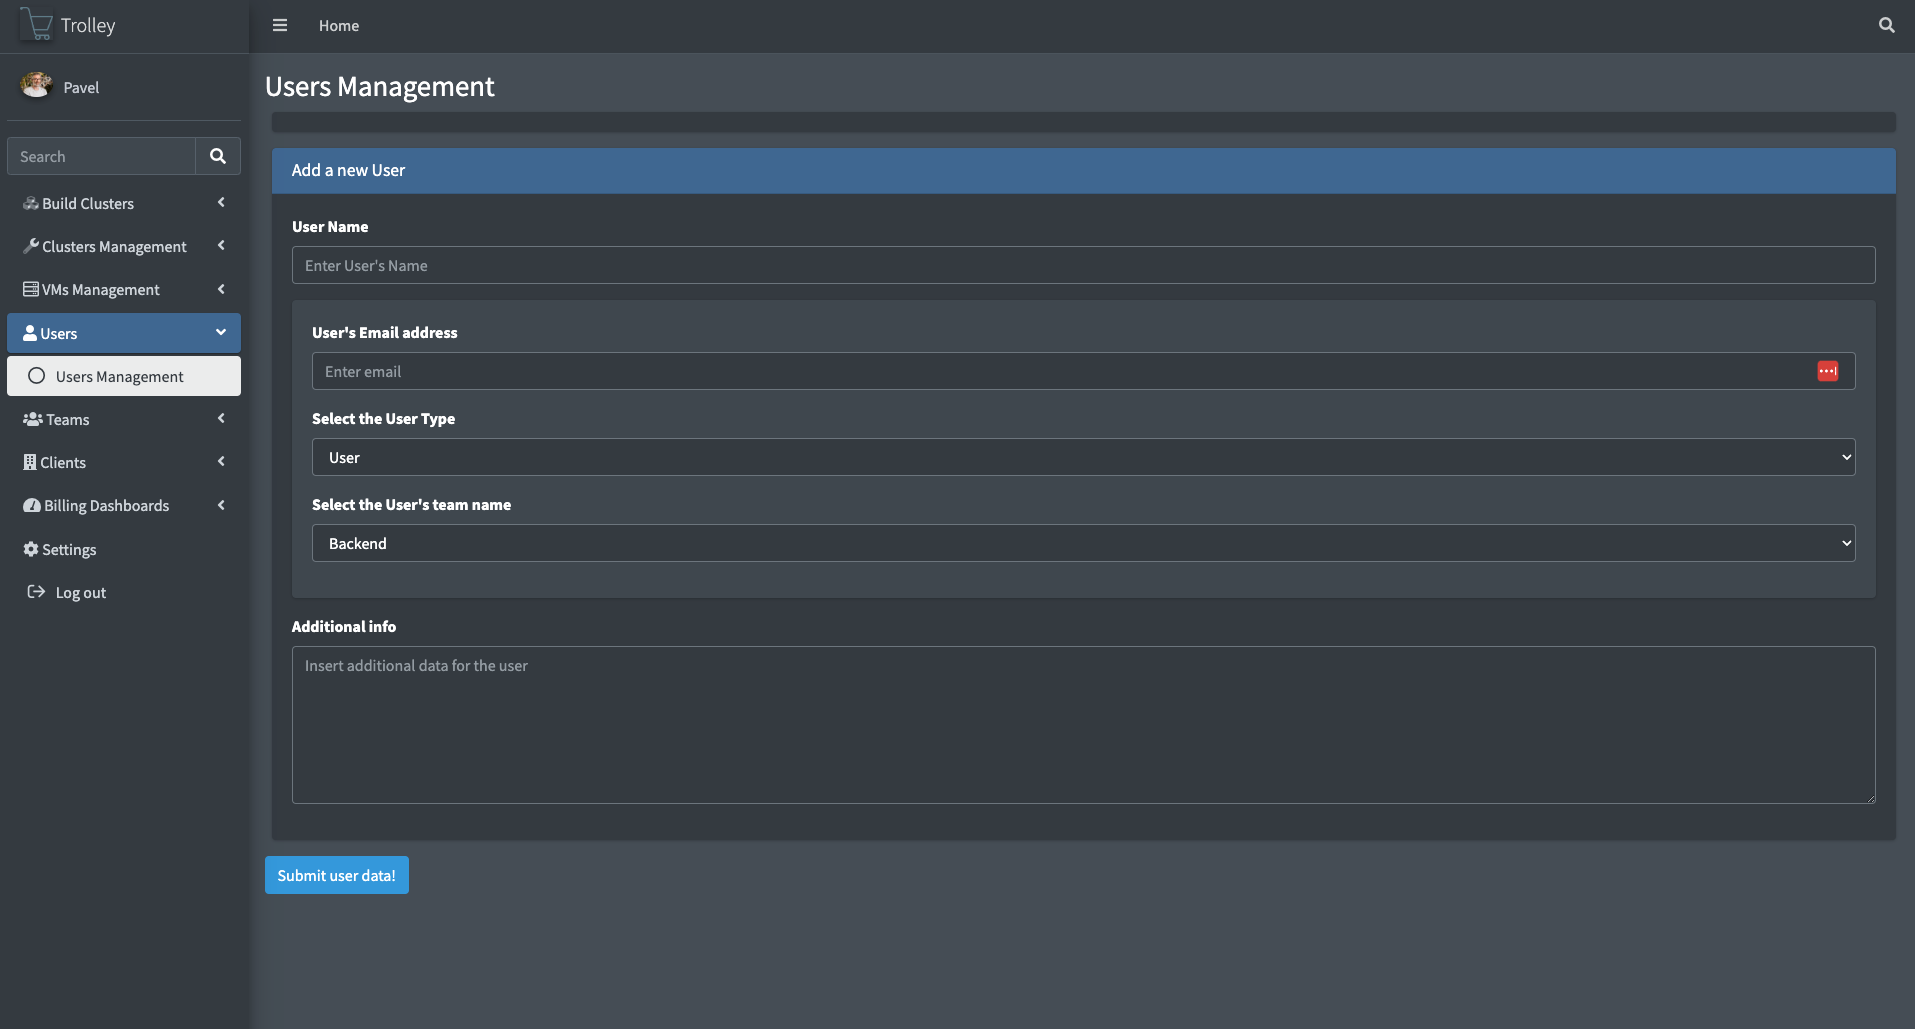 Trolley
Home
Pavel
Search
Build Clusters
Clusters Management
VMs Management
Users
Users Management
Teams
Clients
Billing Dashboards
Settings
Log out
Users Management
Add a new User
User Name
Enter User's Name
User's Email address
Enter email
Select the User Type
User
Select the User's team name
Backend
Additional info
Insert additional data for the user
Submit user data!